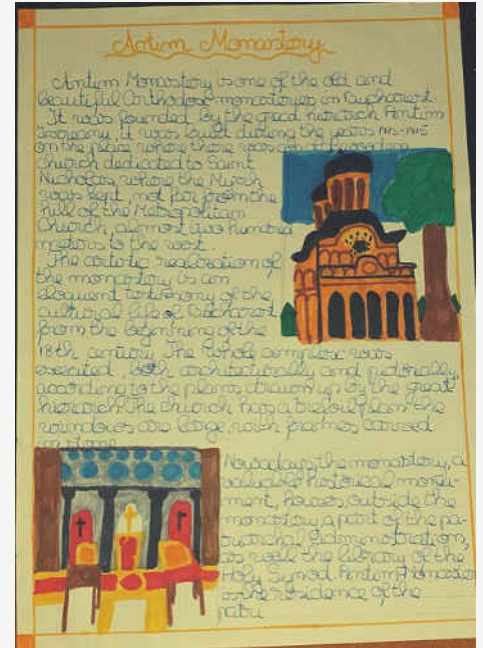 Antim Monastery
Antim Monastery is one of the old and
beautiful Orthodox monasteries in Bucharest.
It was founded by the great hierarch Antim
Ivoreanu, it was built during the years
on the place where there was an old wooden
church dedicated to Saint
Nicholas, where the Myrrh
was kept, not far from the
hill of the Metropolitan
Church, almost two hundred
meters to the west.
The artistic realization of
the monastery is an
eloquent testimony of the
cultural life of Bucharest
from the beginning of the
18th century. The whole complex was
executed both architecturally and pictorially,
according to the plans drawn up by the great
hierarch. The church has a trefoil plan. the
windows are large, with frames carved
in stone.
Nowadays, the monastery, a
valuable historical monu-
ment, houses, outside the
monastery, a part of the pa-
triarchal administration,
as well the library of the
Holy Synod. Antim Monastery
is the residence of the
patri